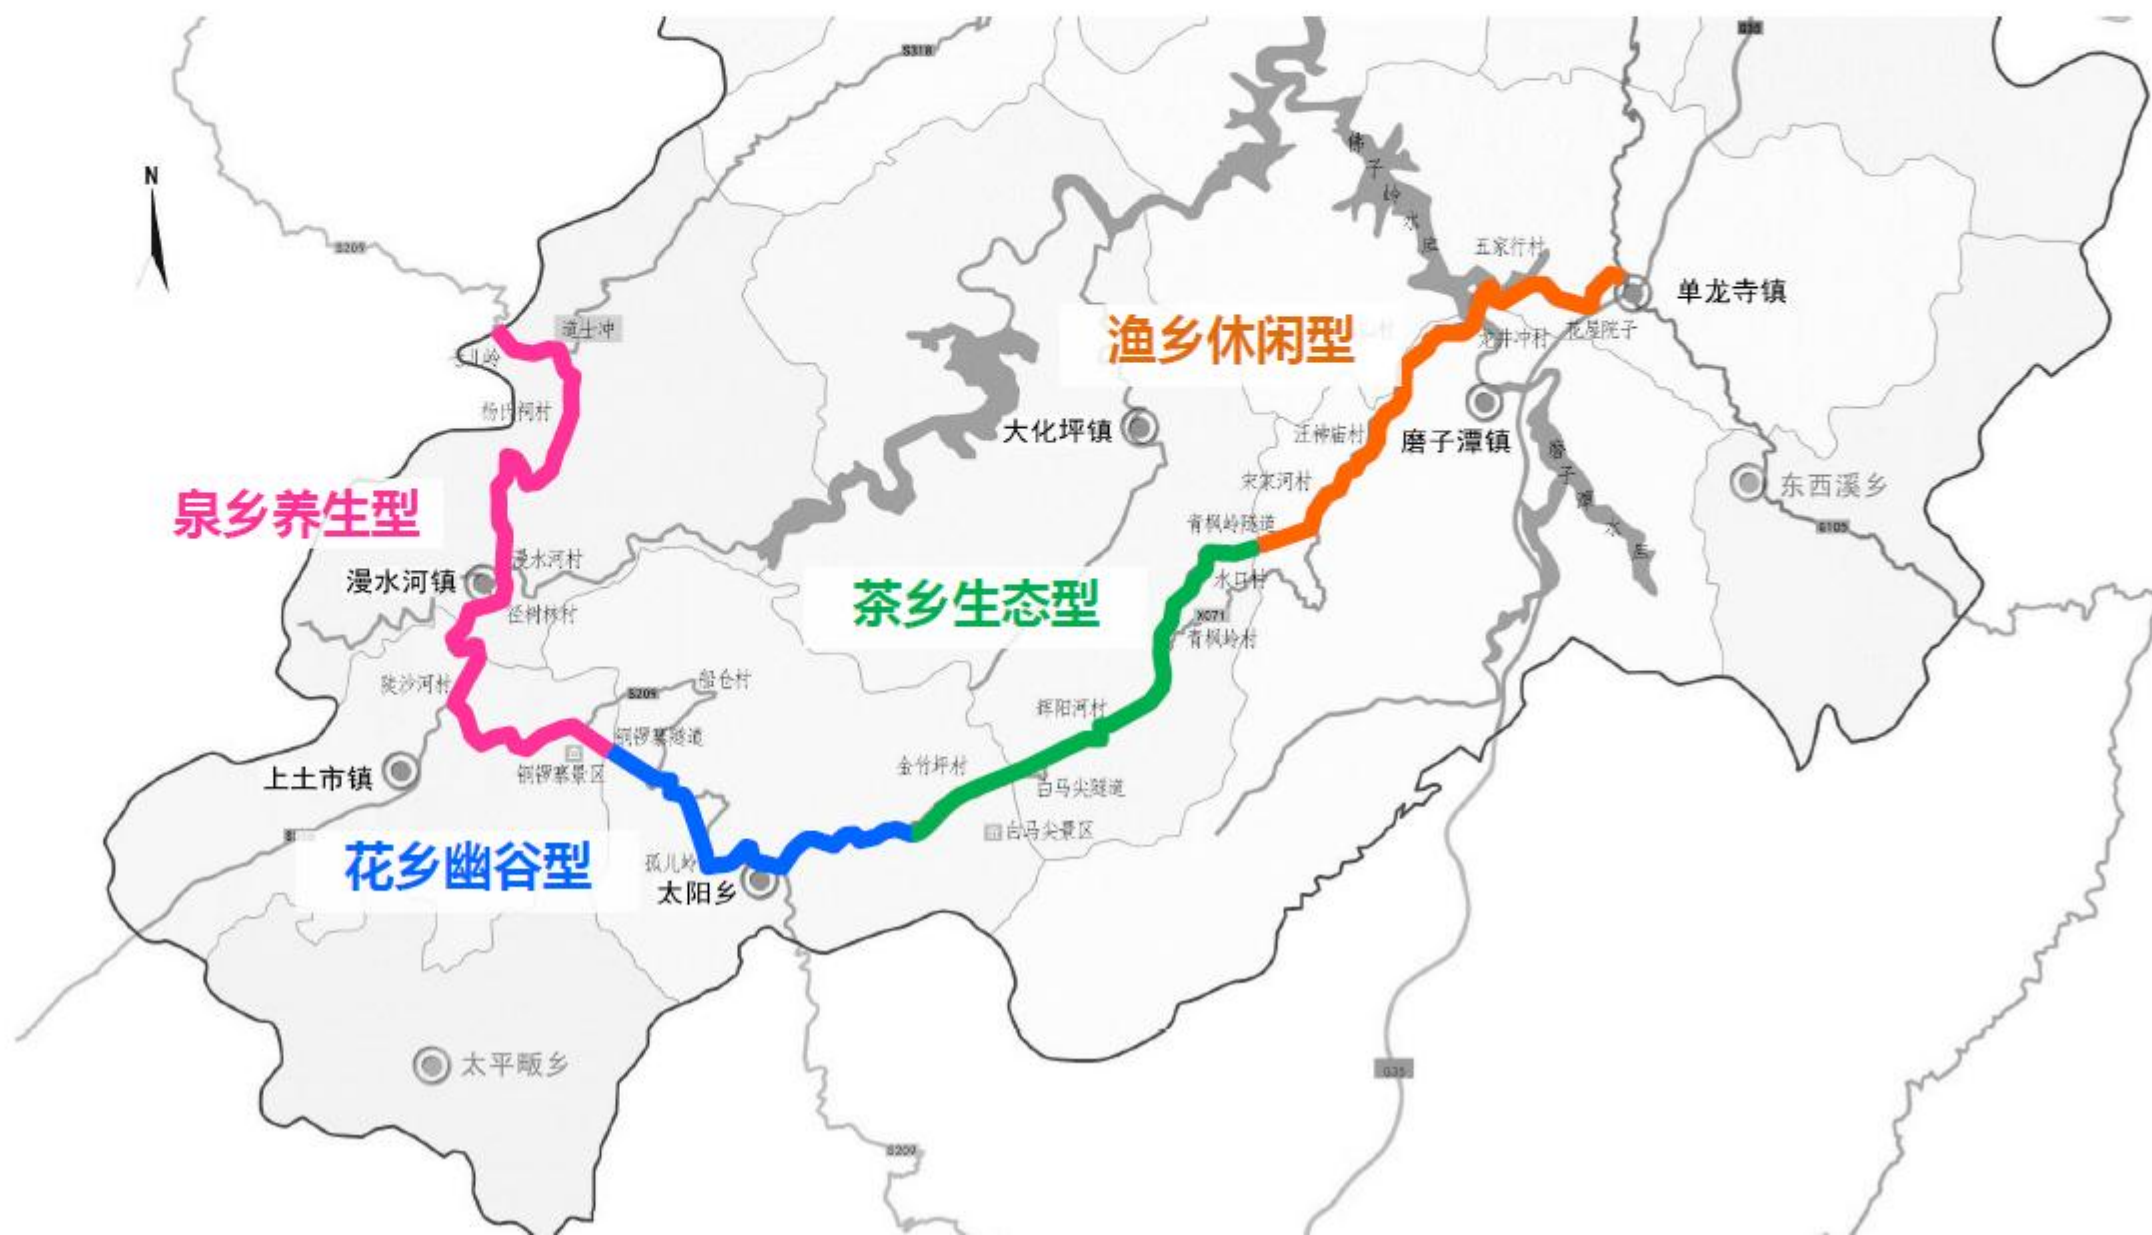 G35
S318
N
佛子岭水库
S209
五家行村
单龙寺镇
道士冲
渔乡休闲型
龙井冲村
花屋院子
杨氏祠村
大化坪镇
汪神庙村
磨子潭镇
磨子潭水库
宋家河村
东西溪乡
泉乡养生型
青枫岭隧道
G105
漫水河村
漫水河镇
水口村
茶乡生态型
X071
青枫岭村
陡沙河村
S209
船仓村
铜锣寨隧道
辉阳河村
上土市镇
铜锣寨景区
金竹坪村
白马尖隧道
白马尖景区
花乡幽谷型
孤儿岭
太阳乡
太平畈乡
G35
S209